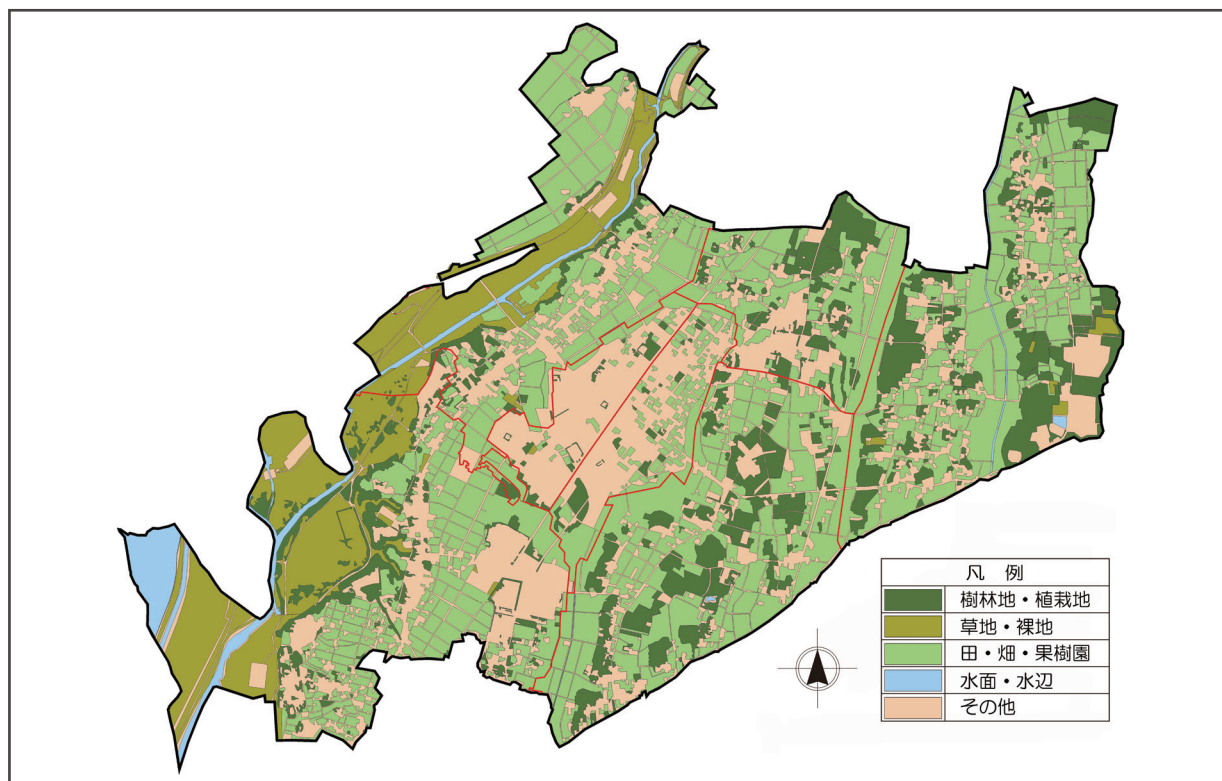 凡 例
樹林地・植栽地
草地・裸地
田・畑・果樹園
水面・水辺
その他